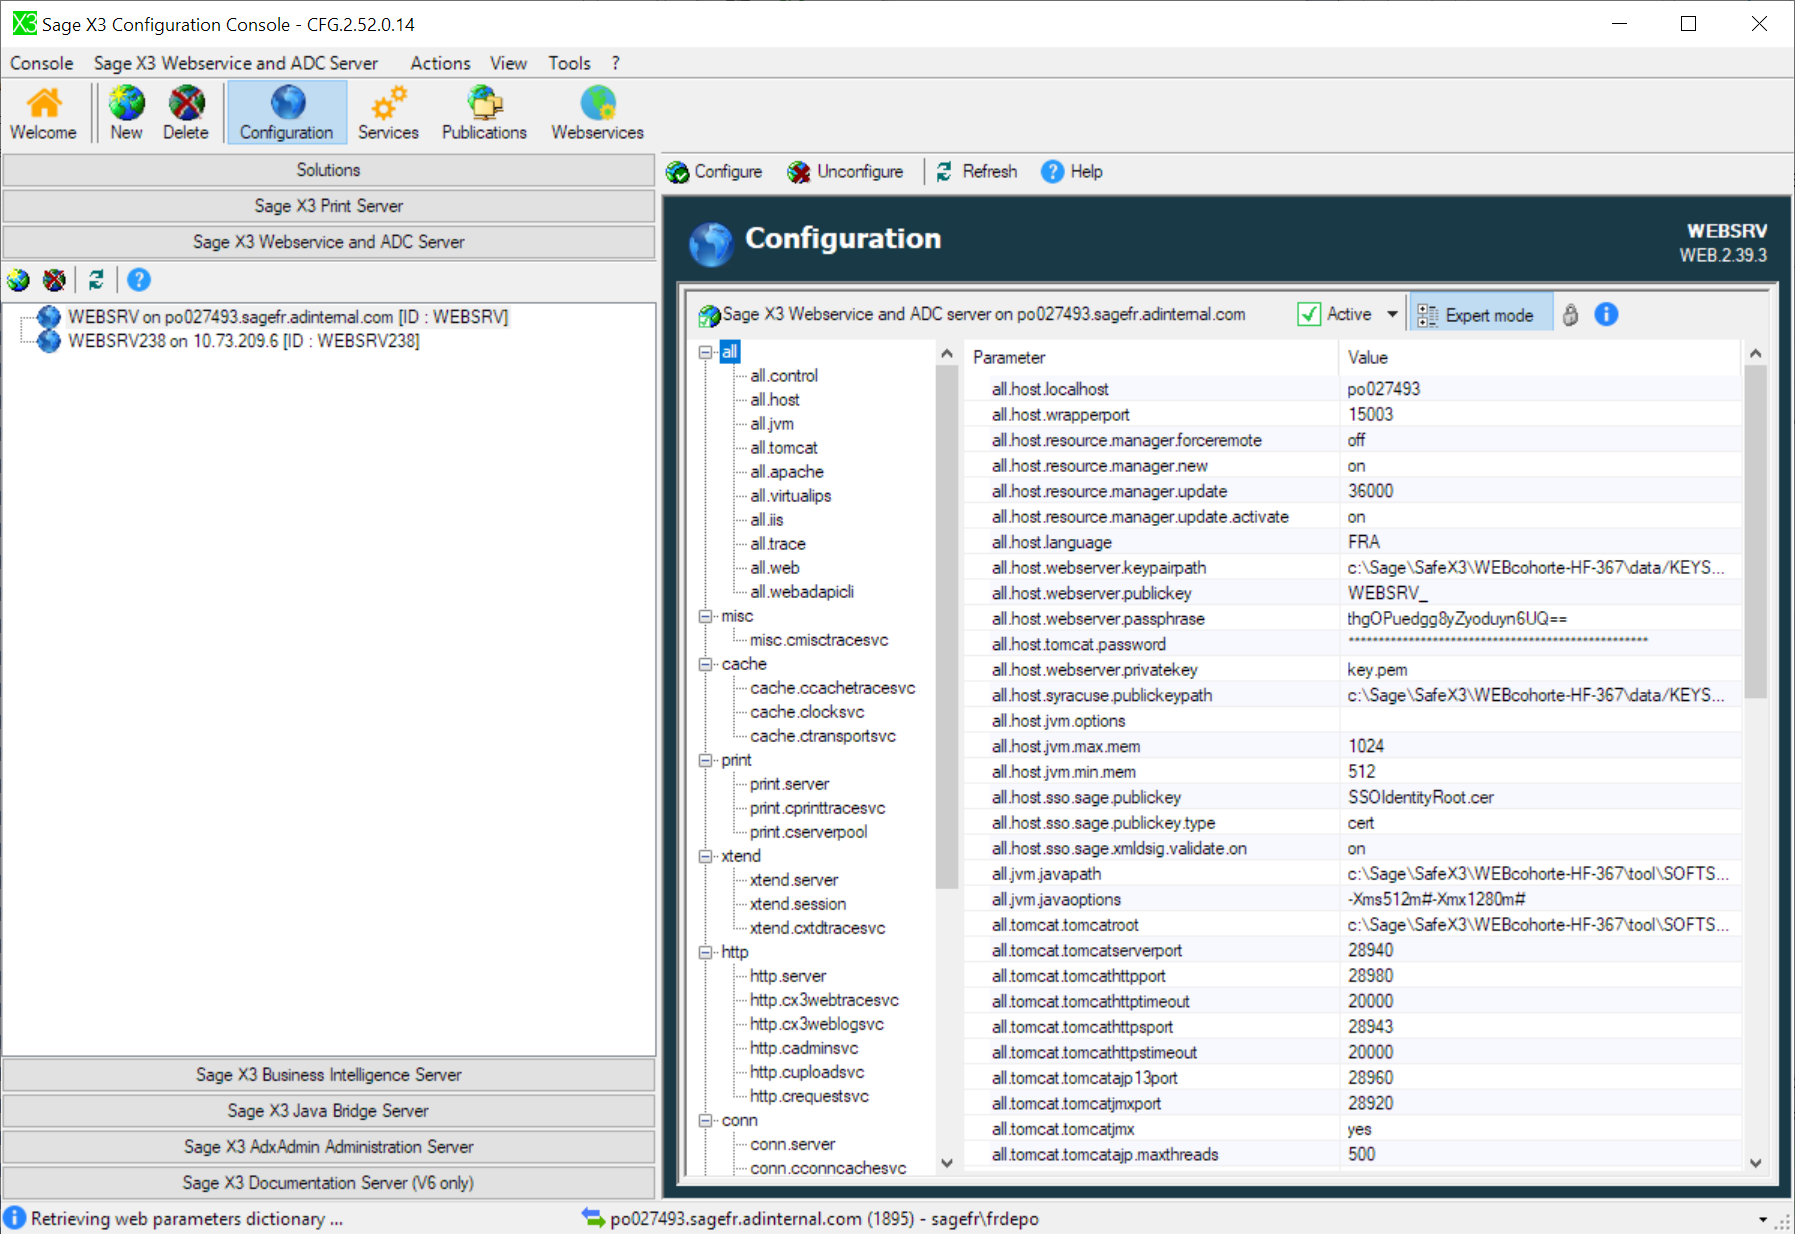 Sage X3 Configuration Console - CFG.2.52.0.14
Console Sage X3 Webservice and ADC Server Actions View Tools ?
Welcome New Delete Configuration Services Publications Webservices
Solutions
Sage X3 Print Server
Sage X3 Webservice and ADC Server
WEBSRV on po027493.sagefr.adinternal.com [ID : WEBSRV]
WEBSRV238 on 10.73.209.6 [ID : WEBSRV238]
Sage X3 Business Intelligence Server
Sage X3 Java Bridge Server
Sage X3 AdxAdmin Administration Server
Sage X3 Documentation Server (V6 only)
Configure Unconfigure Refresh Help
Configuration
WEBSRV
WEB.2.39.3
Sage X3 Webservice and ADC server on po027493.sagefr.adinternal.com Active Expert mode
all
all.control
all.host
all.jvm
all.tomcat
all.apache
all.virtualips
all.iis
all.trace
all.web
all.webadapicli
misc
misc.cmisctracesvc
cache
cache.ccachetracesvc
cache.clocksvc
cache.ctransportsvc
print
print.server
print.cprinttracesvc
print.cserverpool
xtend
xtend.server
xtend.session
xtend.cxtdtracesvc
http
http.server
http.cx3webtracesvc
http.cx3weblogsvc
http.cadminsvc
http.cuploadsvc
http.crequestsvc
conn
conn.server
conn.cconncachesvc
Parameter Value
all.host.localhost po027493
all.host.wrapperport 15003
all.host.resource.manager.forceremote off
all.host.resource.manager.new on
all.host.resource.manager.update 36000
all.host.resource.manager.update.activate on
all.host.language FRA
all.host.webserver.keypairpath c:\Sage\SafeX3\WEBcohorte-HF-367\data/KEYS...
all.host.webserver.publickey WEBSRV_
all.host.webserver.passphrase thgOPuedgg8yZyoduyn6UQ==
all.host.tomcat.password **************************************************
all.host.webserver.privatekey key.pem
all.host.syracuse.publickeypath c:\Sage\SafeX3\WEBcohorte-HF-367\data/KEYS...
all.host.jvm.options
all.host.jvm.max.mem 1024
all.host.jvm.min.mem 512
all.host.sso.sage.publickey SSOIdentityRoot.cer
all.host.sso.sage.publickey.type cert
all.host.sso.sage.xmldsig.validate.on on
all.jvm.javapath c:\Sage\SafeX3\WEBcohorte-HF-367\tool\SOFTS...
all.jvm.javaoptions -Xms512m#-Xmx1280m#
all.tomcat.tomcatroot c:\Sage\SafeX3\WEBcohorte-HF-367\tool\SOFTS...
all.tomcat.tomcatserverport 28940
all.tomcat.tomcathttpport 28980
all.tomcat.tomcathttptimeout 20000
all.tomcat.tomcathttpsport 28943
all.tomcat.tomcathttpstimeout 20000
all.tomcat.tomcatajp13port 28960
all.tomcat.tomcatjmxport 28920
all.tomcat.tomcatjmx yes
all.tomcat.tomcatajp.maxthreads 500
Retrieving web parameters dictionary ... po027493.sagefr.adinternal.com (1895) - sagefr\frdepo